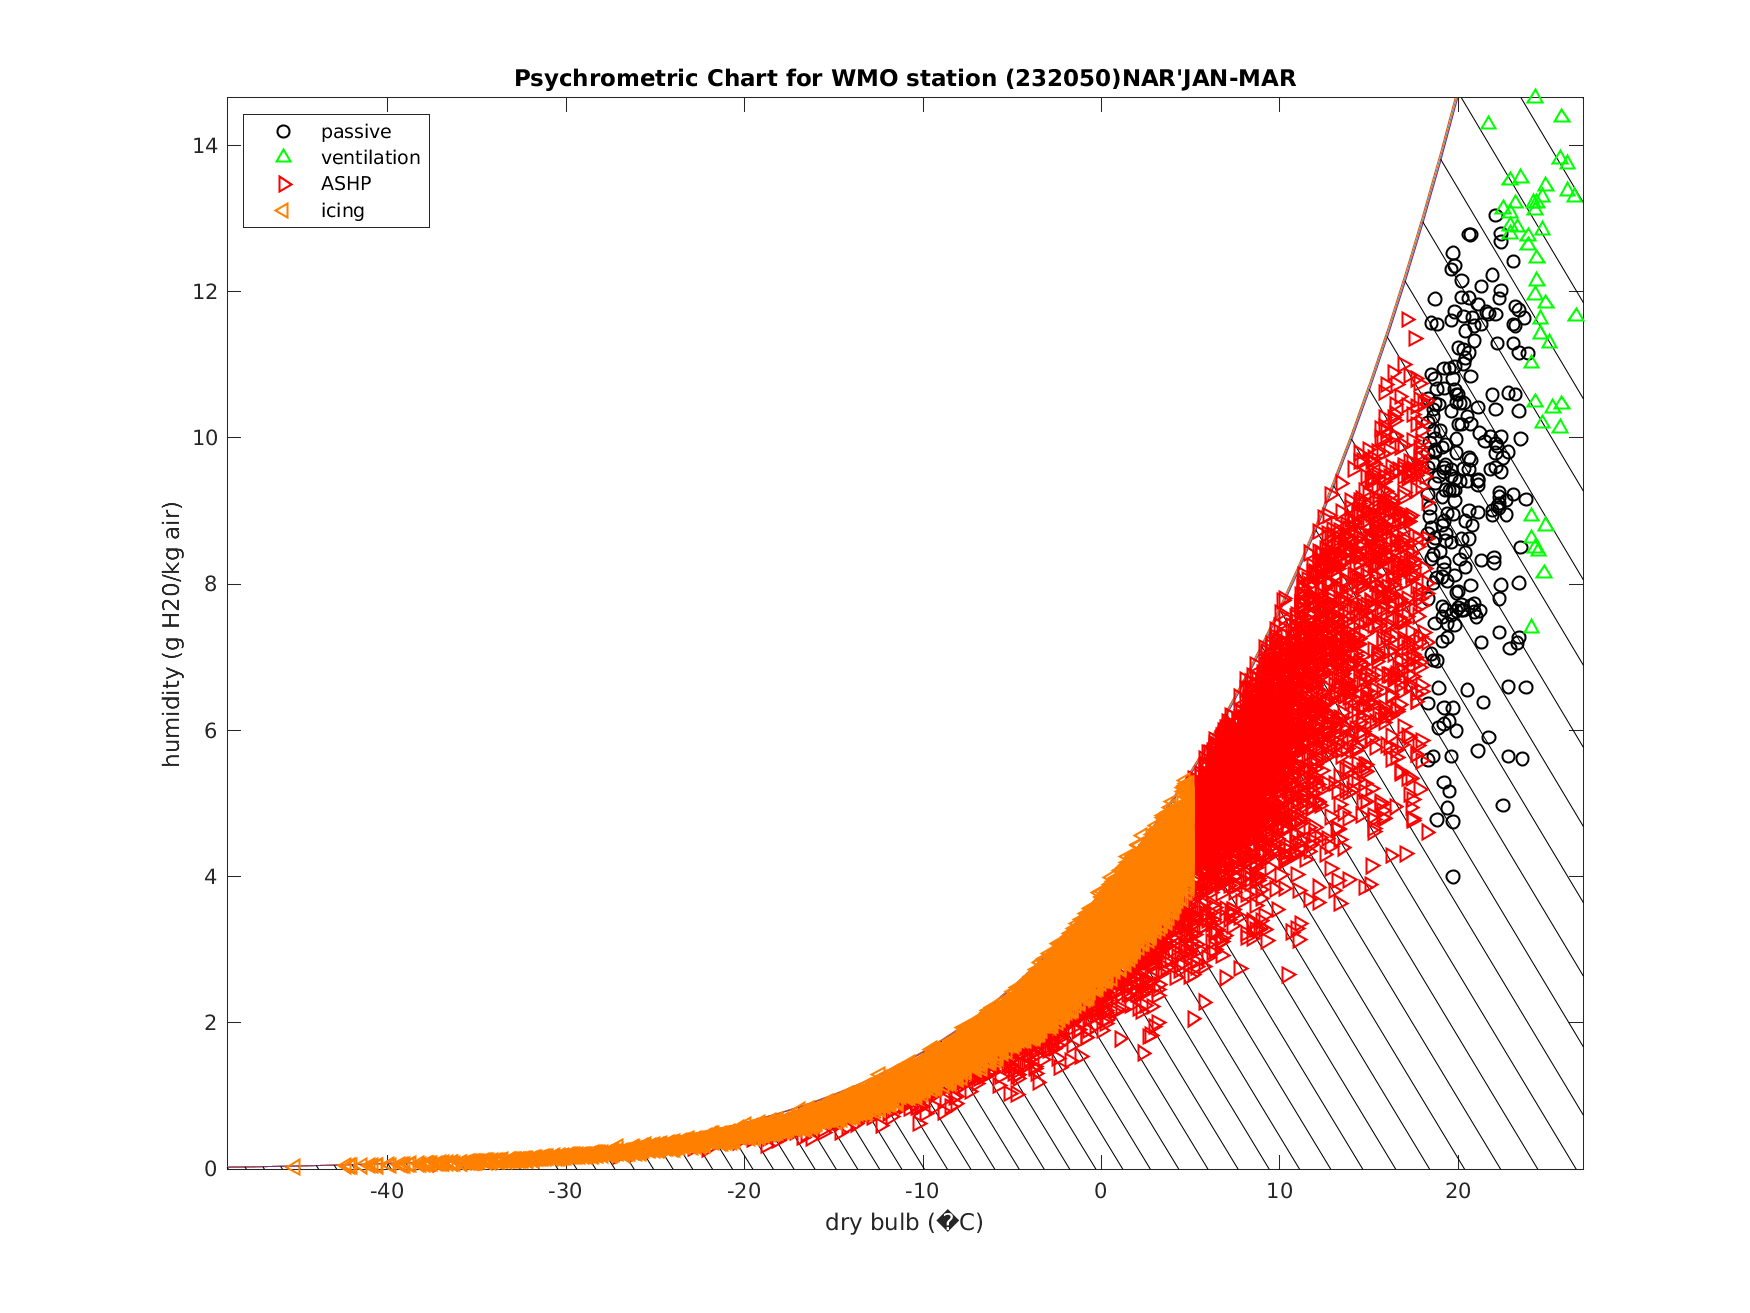 Psychrometric Chart for WMO station (232050)NAR'JAN-MAR
passive
ventilation
ASHP
icing
humidity (g H20/kg air)
14
12
10
8
6
4
2
0
-40
-30
-20
-10
0
10
20
dry bulb (�C)